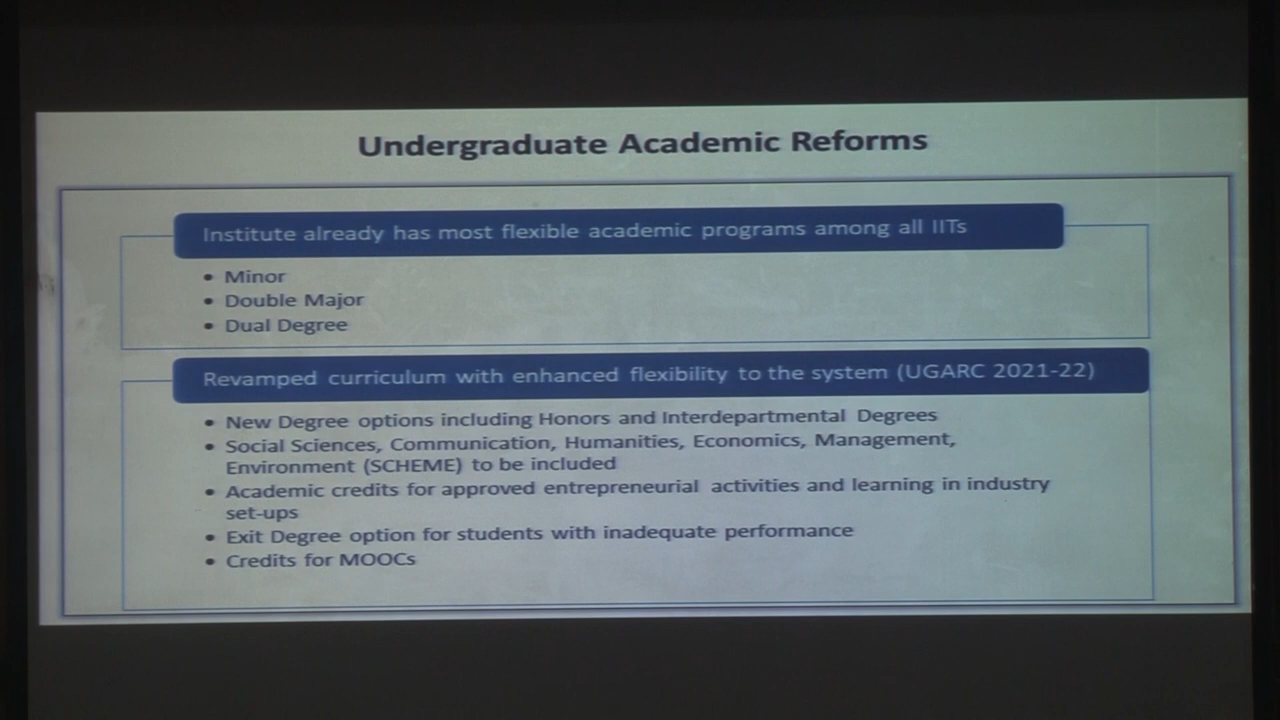 Undergraduate Academic Reforms
Institute already has most flexible academic programs among all IITs
• Minor
• Double Major
• Dual Degree
Revamped curriculum with enhanced flexibility to the system (UGARC 2021-22)
• New Degree options including Honors and Interdepartmental Degrees
• Social Sciences, Communication, Humanities, Economics, Management,
Environment (SCHEME) to be included
• Academic credits for approved entrepreneurial activities and learning in industry
set-ups
• Exit Degree option for students with inadequate performance
• Credits for MOOCs